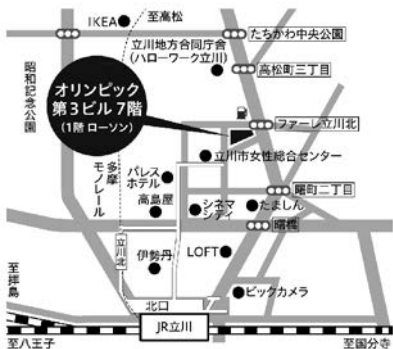 IKEA
至高松
たちかわ中央公園
立川地方合同庁舎
(ハローワーク立川)
高松町三丁目
昭和記念公園
オリンピック
第3ビル 7階
(1階 ローソン)
ファーレ立川北
立川市女性総合センター
多摩モノレール
パレス
ホテル
曙町二丁目
高島屋
シネマ
シティ
たましん
曙橋
立川北
伊勢丹
LOFT
至拝島
北口
ビックカメラ
JR立川
至八王子
至国分寺